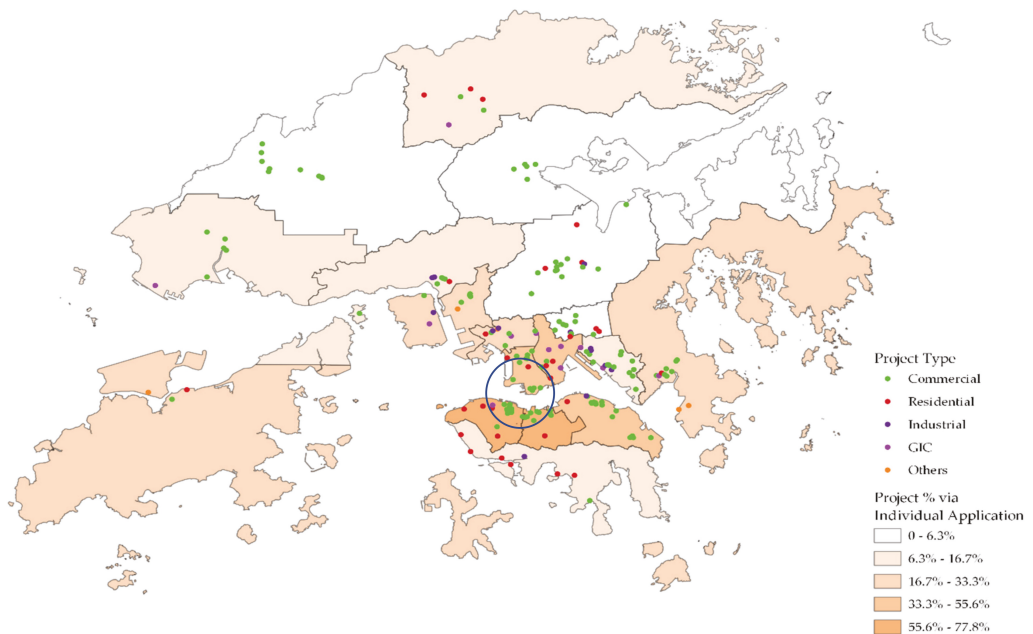 Project Type
Commercial
Residential
Industrial
GIC
Others
Project % via
Individual Application
0 - 6.3%
6.3% - 16.7%
16.7% - 33.3%
33.3% - 55.6%
55.6% - 77.8%